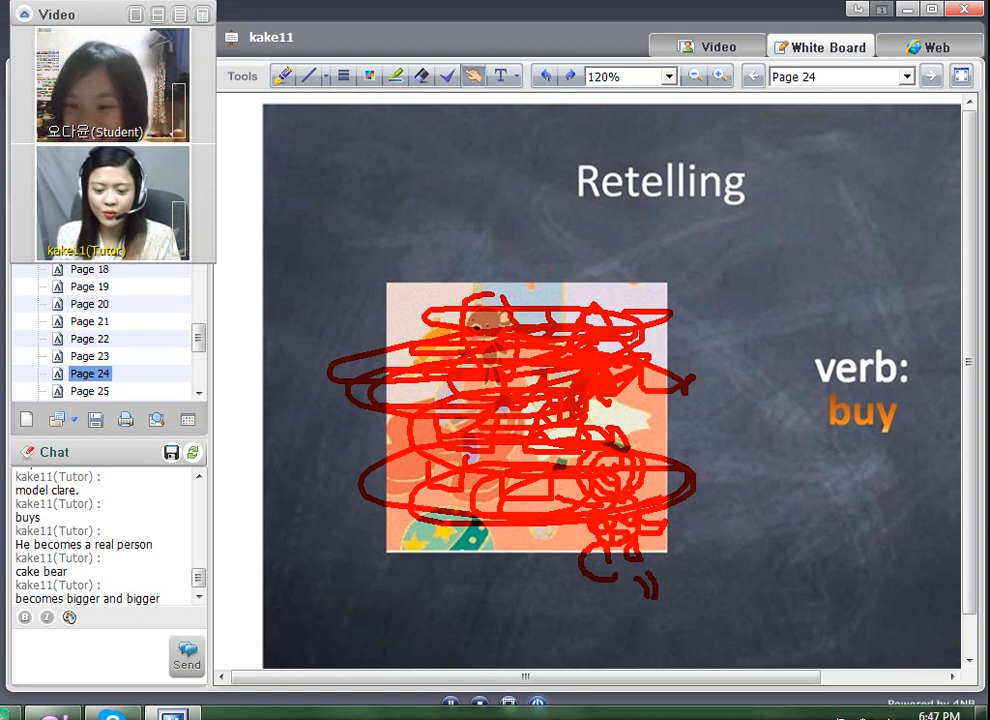 Video
오다윤(Student)
kake11(Tutor)
kake11
Video
White Board
Web
Tools
T
120%
Page 24
Page 18
Page 19
Page 20
Page 21
Page 22
Page 23
Page 24
Page 25
Retelling
verb:
buy
Chat
kake11(Tutor) :
model clare.
kake11(Tutor) :
buys
kake11(Tutor) :
He becomes a real person
kake11(Tutor) :
cake bear
kake11(Tutor) :
becomes bigger and bigger
B
I
Send
Powered by 4NB
6:47 PM